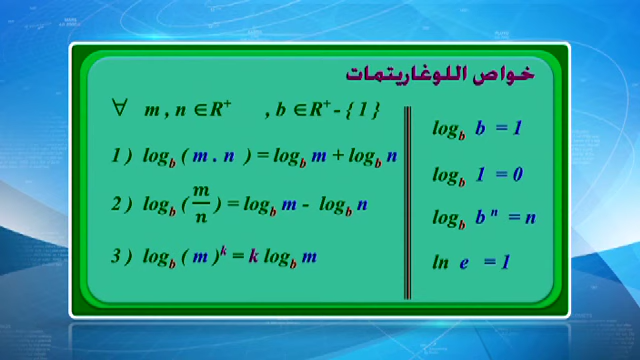 خواص اللوغاريتمات
∀ m , n ∈R⁺ , b ∈R⁺ - { 1 }
1 ) log_b ( m . n ) = log_b m + log_b n
2 ) log_b ( m/n ) = log_b m - log_b n
3 ) log_b ( m )^k = k log_b m
log_b b = 1
log_b 1 = 0
log_b bⁿ = n
ln e = 1